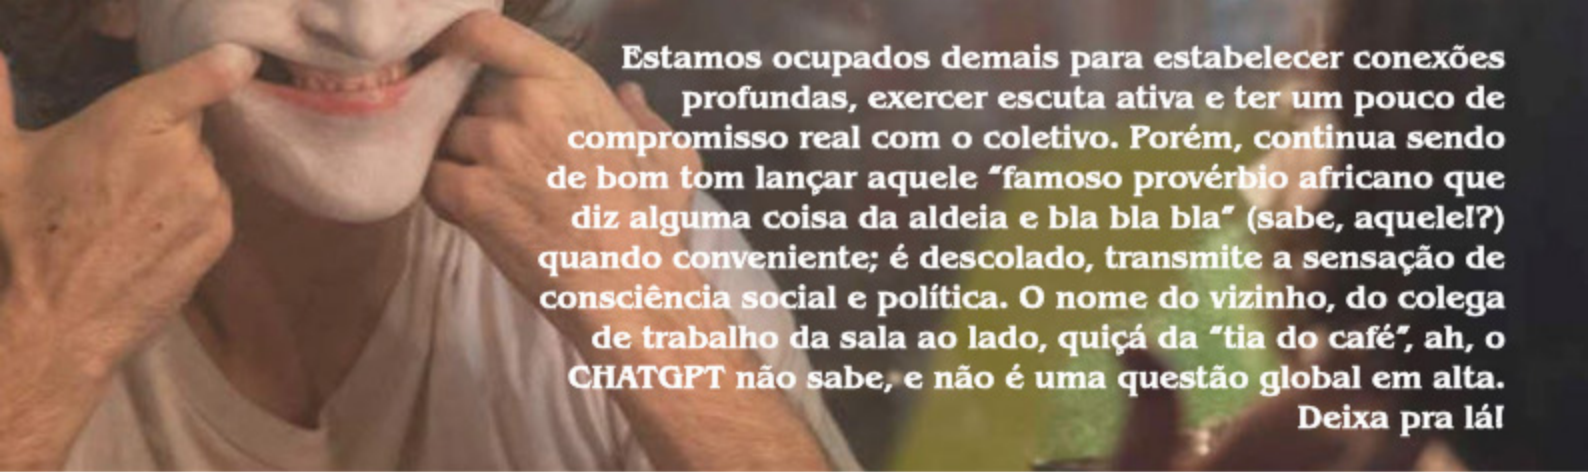 Estamos ocupados demais para estabelecer conexões
profundas, exercer escuta ativa e ter um pouco de
compromisso real com o coletivo. Porém, continua sendo
de bom tom lançar aquele "famoso provérbio africano que
diz alguma coisa da aldeia e bla bla bla" (sabe, aquele!?)
quando conveniente; é descolado, transmite a sensação de
consciência social e política. O nome do vizinho, do colega
de trabalho da sala ao lado, quiçá da "tia do café", ah, o
CHATGPT não sabe, e não é uma questão global em alta.
Deixa pra lá!